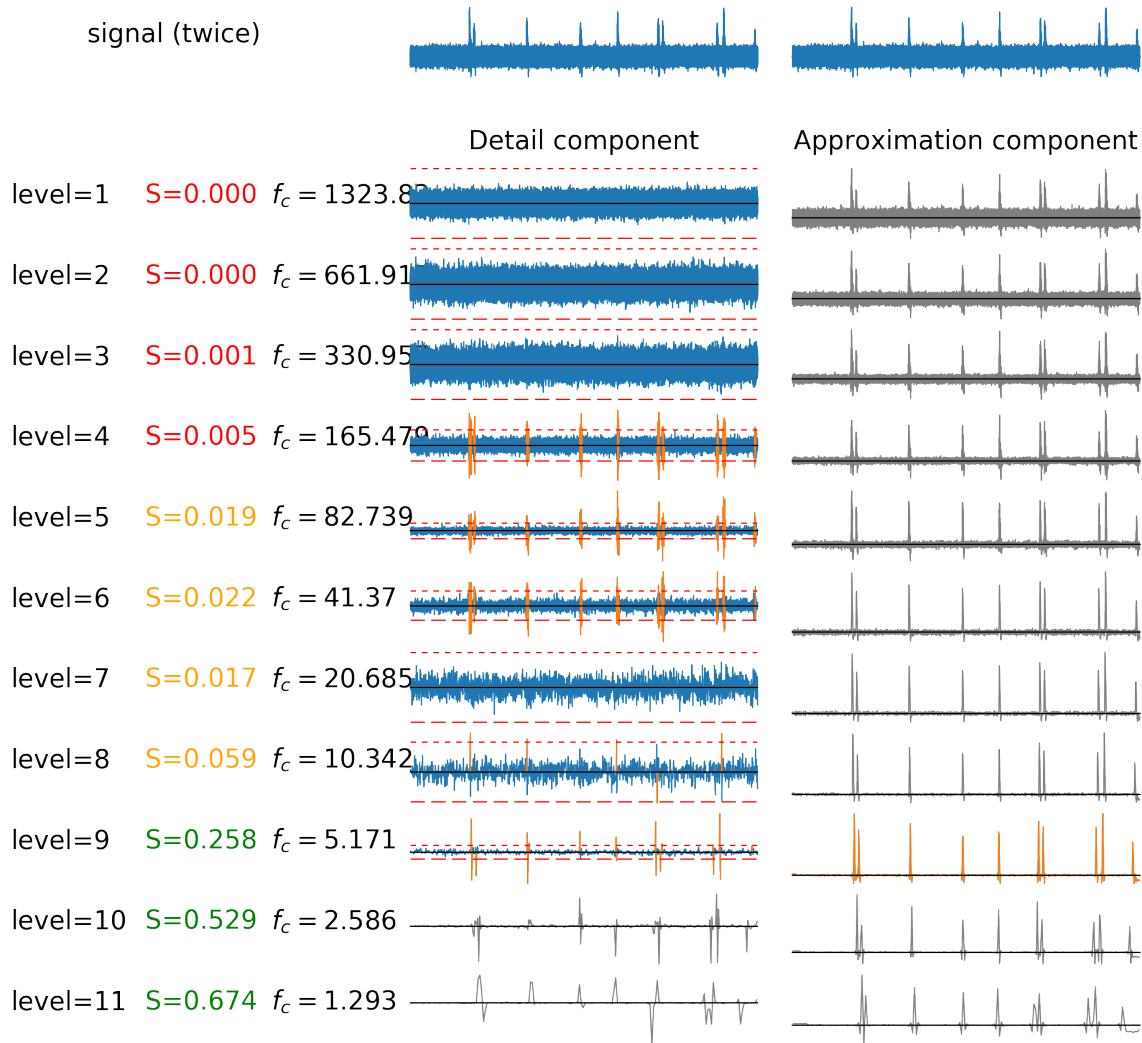 signal (twice)
Detail component Approximation component
level=1 S=0.000 f_c = 1323.8
level=2 S=0.000 f_c = 661.91
level=3 S=0.001 f_c = 330.95
level=4 S=0.005 f_c = 165.479
level=5 S=0.019 f_c = 82.739
level=6 S=0.022 f_c = 41.37
level=7 S=0.017 f_c = 20.685
level=8 S=0.059 f_c = 10.342
level=9 S=0.258 f_c = 5.171
level=10 S=0.529 f_c = 2.586
level=11 S=0.674 f_c = 1.293